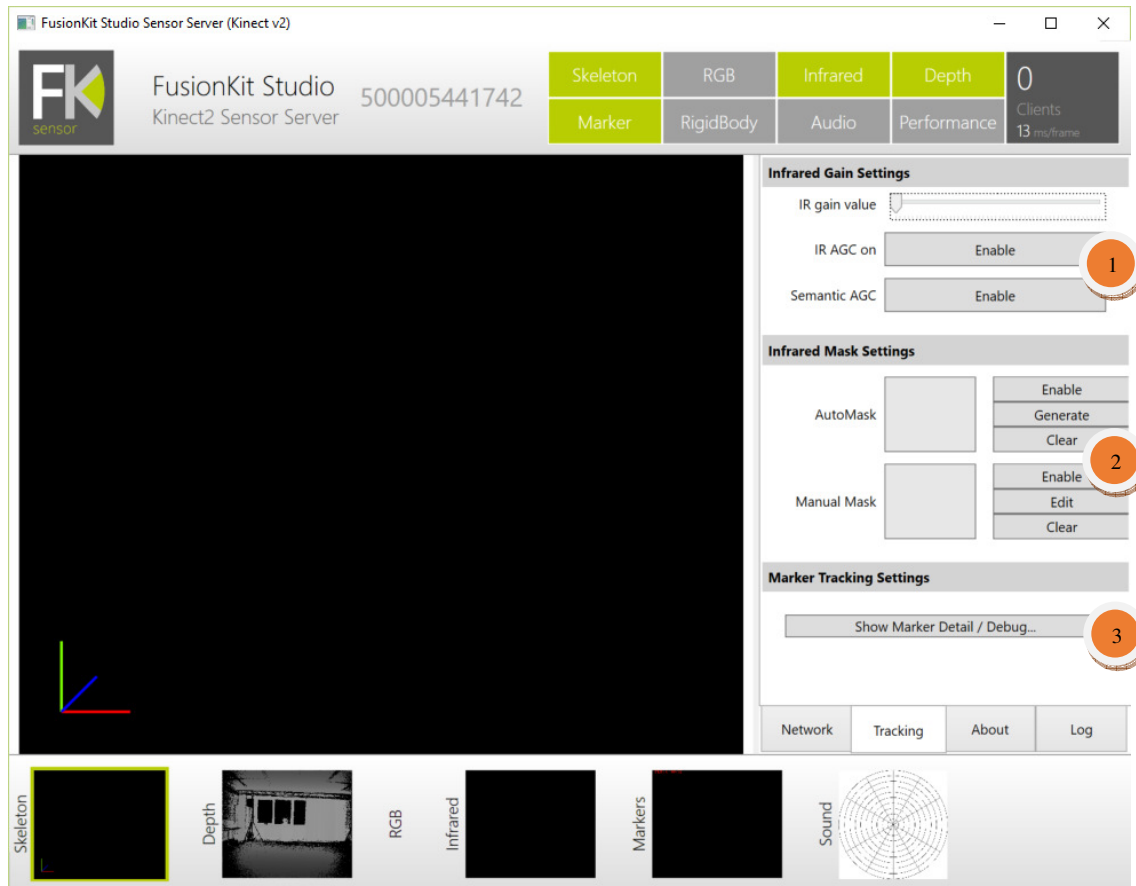 FusionKit Studio Sensor Server (Kinect v2)
FK
sensor
FusionKit Studio
Kinect2 Sensor Server
500005441742
Skeleton RGB Infrared Depth
Marker RigidBody Audio Performance
0
Clients
13 ms/frame
Infrared Gain Settings
IR gain value
IR AGC on Enable
1
Semantic AGC Enable
Infrared Mask Settings
AutoMask
Enable
Generate
Clear
2
Manual Mask
Enable
Edit
Clear
Marker Tracking Settings
Show Marker Detail / Debug...
3
Network Tracking About Log
Skeleton
Depth
RGB
Infrared
Markers
Sound